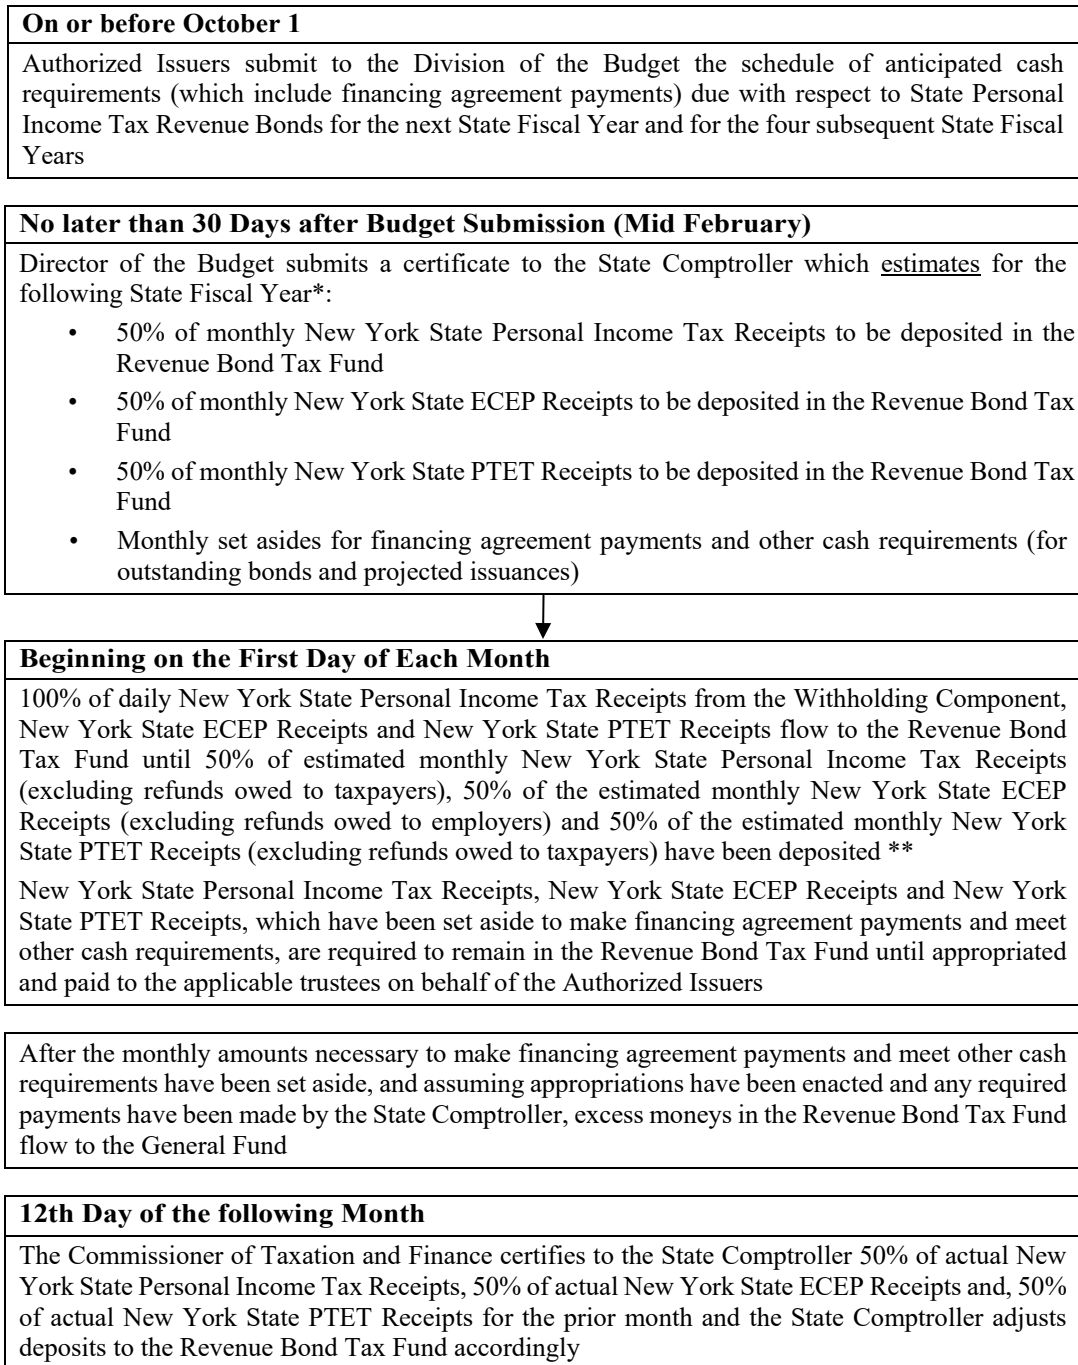 On or before October 1
Authorized Issuers submit to the Division of the Budget the schedule of anticipated cash
requirements (which include financing agreement payments) due with respect to State Personal
Income Tax Revenue Bonds for the next State Fiscal Year and for the four subsequent State Fiscal
Years
No later than 30 Days after Budget Submission (Mid February)
Director of the Budget submits a certificate to the State Comptroller which estimates for the
following State Fiscal Year*:
• 50% of monthly New York State Personal Income Tax Receipts to be deposited in the
Revenue Bond Tax Fund
• 50% of monthly New York State ECEP Receipts to be deposited in the Revenue Bond Tax
Fund
• 50% of monthly New York State PTET Receipts to be deposited in the Revenue Bond Tax
Fund
• Monthly set asides for financing agreement payments and other cash requirements (for
outstanding bonds and projected issuances)
Beginning on the First Day of Each Month
100% of daily New York State Personal Income Tax Receipts from the Withholding Component,
New York State ECEP Receipts and New York State PTET Receipts flow to the Revenue Bond
Tax Fund until 50% of estimated monthly New York State Personal Income Tax Receipts
(excluding refunds owed to taxpayers), 50% of the estimated monthly New York State ECEP
Receipts (excluding refunds owed to employers) and 50% of the estimated monthly New York
State PTET Receipts (excluding refunds owed to taxpayers) have been deposited **
New York State Personal Income Tax Receipts, New York State ECEP Receipts and New York
State PTET Receipts, which have been set aside to make financing agreement payments and meet
other cash requirements, are required to remain in the Revenue Bond Tax Fund until appropriated
and paid to the applicable trustees on behalf of the Authorized Issuers
After the monthly amounts necessary to make financing agreement payments and meet other cash
requirements have been set aside, and assuming appropriations have been enacted and any required
payments have been made by the State Comptroller, excess moneys in the Revenue Bond Tax Fund
flow to the General Fund
12th Day of the following Month
The Commissioner of Taxation and Finance certifies to the State Comptroller 50% of actual New
York State Personal Income Tax Receipts, 50% of actual New York State ECEP Receipts and, 50%
of actual New York State PTET Receipts for the prior month and the State Comptroller adjusts
deposits to the Revenue Bond Tax Fund accordingly